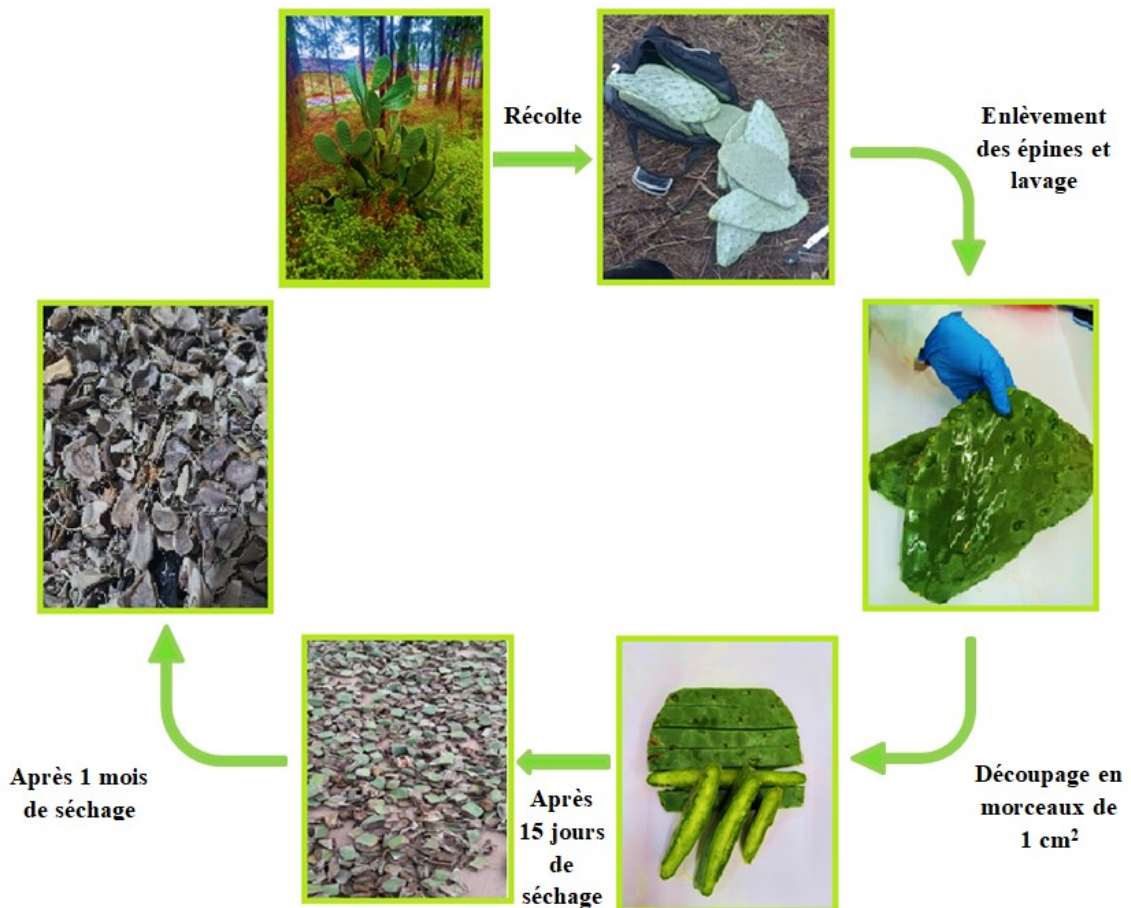 Récolte
Enlèvement
des épines et
lavage
Découpage en
morceaux de
1 cm²
Après
15 jours
de
séchage
Après 1 mois
de séchage